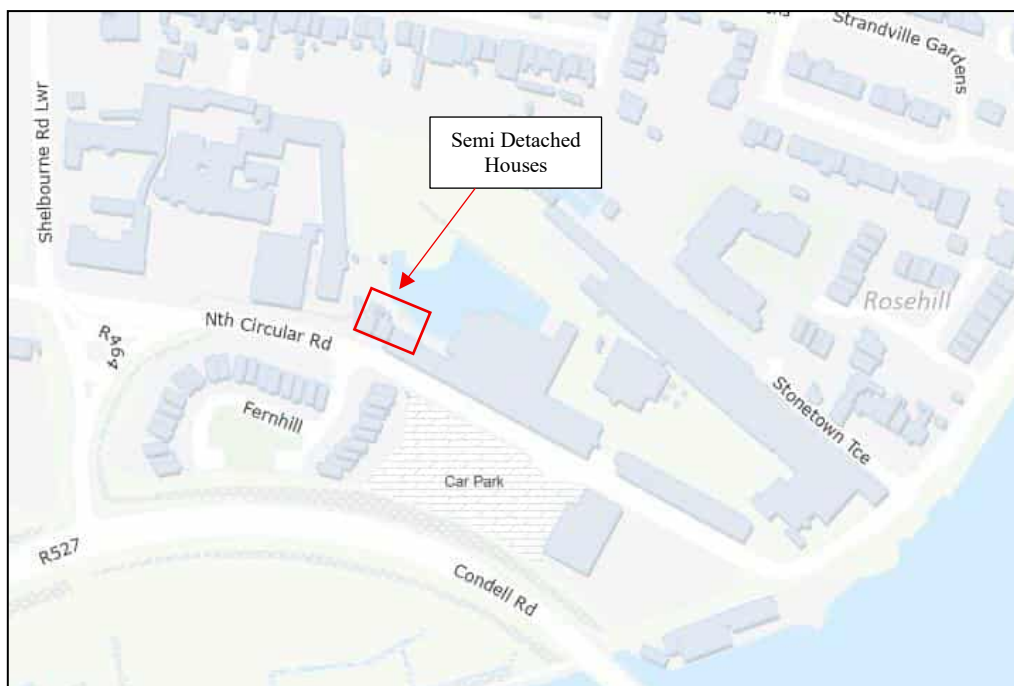 Strandville Gardens
Shelbourne Rd Lwr
Semi Detached
Houses
Rosehill
Nth Circular Rd
R464
Fernhill
Stonetown Tce
Car Park
R527
Condell Rd